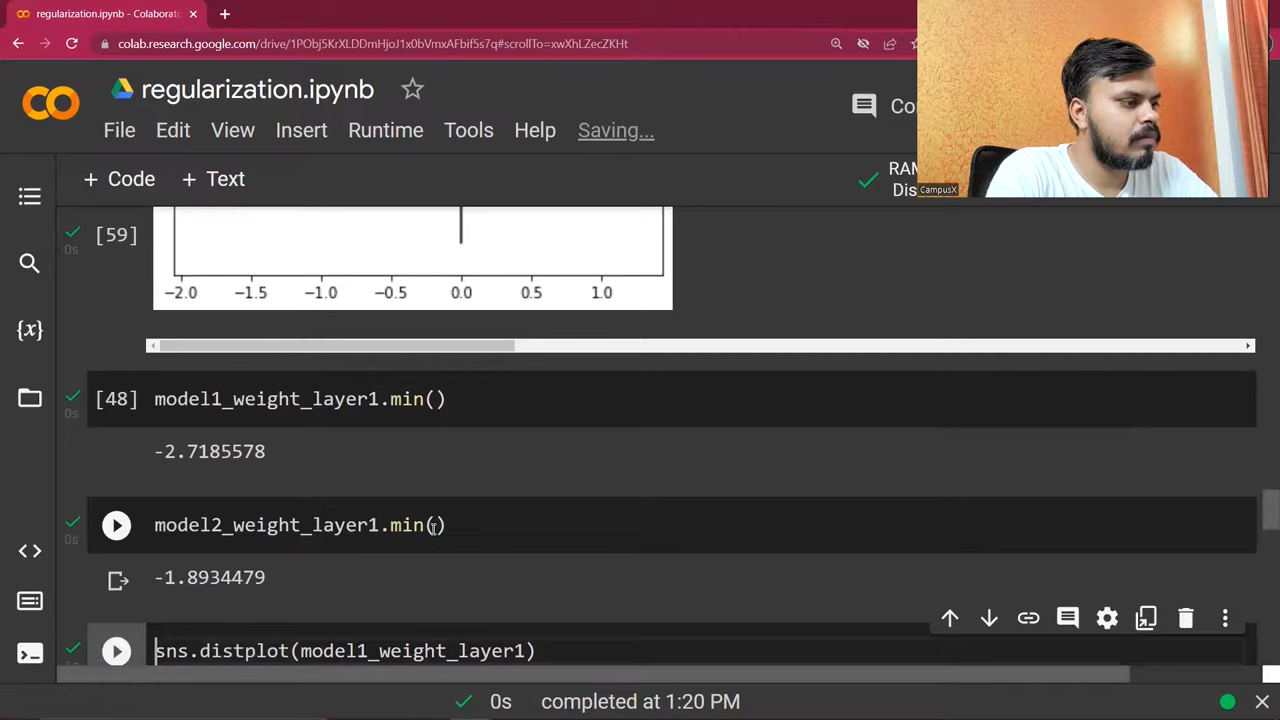 regularization.ipynb - Colaborato
colab.research.google.com/drive/1PObj5KrXLDDmHjoJ1x0bVmxAFbif5s7q#scrollTo=xwXhLZecZKHt
regularization.ipynb
Co
File Edit View Insert Runtime Tools Help Saving...
+ Code + Text
RAM
Dis
CampusX
[59]
0s
−2.0 −1.5 −1.0 −0.5 0.0 0.5 1.0
[48] model1_weight_layer1.min()
0s
-2.7185578
model2_weight_layer1.min()
0s
-1.8934479
sns.distplot(model1_weight_layer1)
0s completed at 1:20 PM